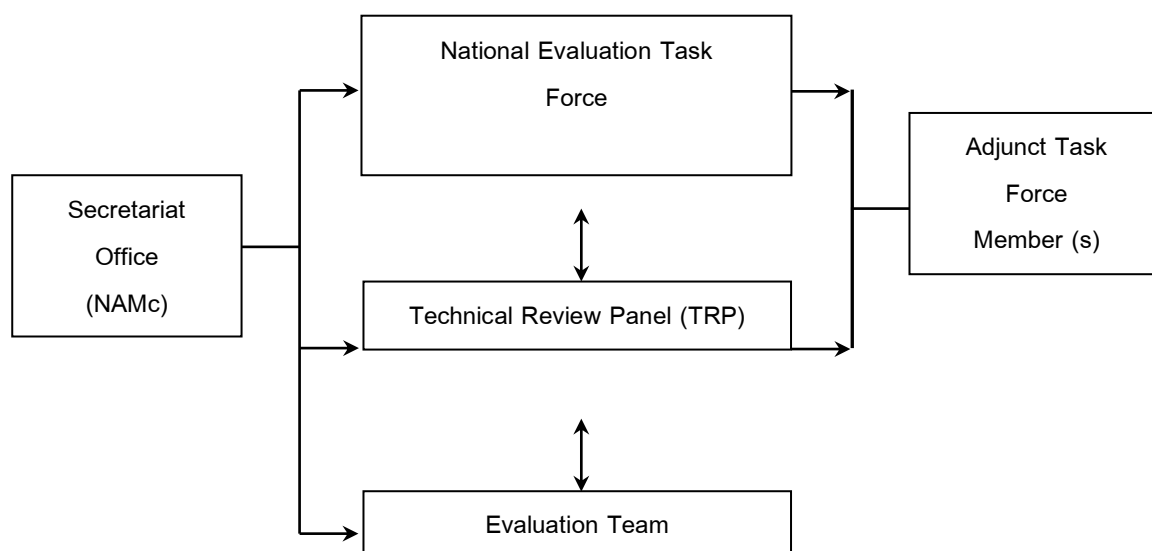 National Evaluation Task
Force
Adjunct Task
Force
Member (s)
Secretariat
Office
(NAMc)
Technical Review Panel (TRP)
Evaluation Team